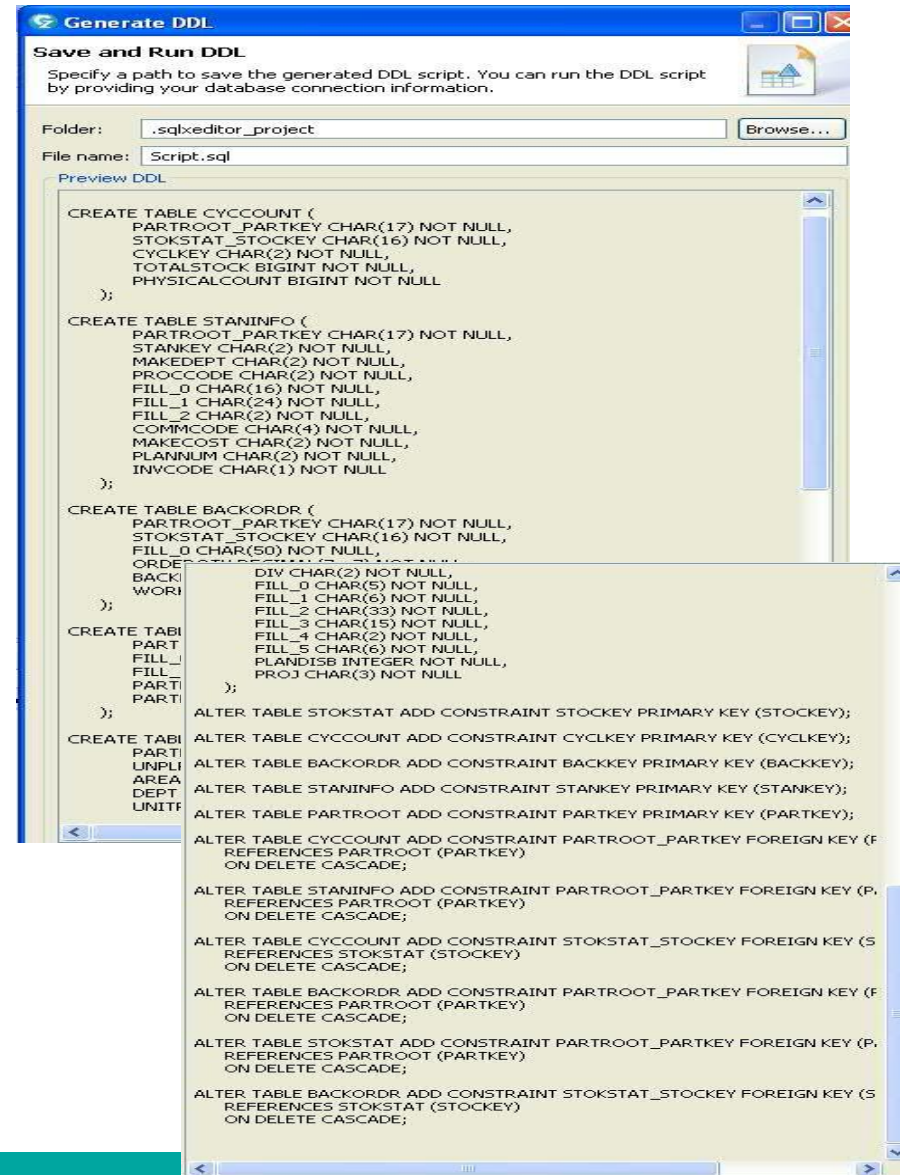 Generate DDL
Save and Run DDL
Specify a path to save the generated DDL script. You can run the DDL script
by providing your database connection information.
Folder: .sqlxeditor_project Browse...
File name: Script.sql
Preview DDL
CREATE TABLE CYCCOUNT (
PARTROOT_PARTKEY CHAR(17) NOT NULL,
STOKSTAT_STOCKEY CHAR(16) NOT NULL,
CYCLKEY CHAR(2) NOT NULL,
TOTALSTOCK BIGINT NOT NULL,
PHYSICALCOUNT BIGINT NOT NULL
);
CREATE TABLE STANINFO (
PARTROOT_PARTKEY CHAR(17) NOT NULL,
STANKEY CHAR(2) NOT NULL,
MAKEDEPT CHAR(2) NOT NULL,
PROCCODE CHAR(2) NOT NULL,
FILL_0 CHAR(16) NOT NULL,
FILL_1 CHAR(24) NOT NULL,
FILL_2 CHAR(2) NOT NULL,
COMMCODE CHAR(4) NOT NULL,
MAKECOST CHAR(2) NOT NULL,
PLANNUM CHAR(2) NOT NULL,
INVCODE CHAR(1) NOT NULL
);
CREATE TABLE BACKORDR (
PARTROOT_PARTKEY CHAR(17) NOT NULL,
STOKSTAT_STOCKEY CHAR(16) NOT NULL,
FILL_0 CHAR(50) NOT NULL,
BACK
WOR
);
CREATE TABL
PART
FILL_
FILL_
PART
PART
);
CREATE TABL
PART
UNPL
AREA
DEPT
UNIT
DIV CHAR(2) NOT NULL,
FILL_0 CHAR(5) NOT NULL,
FILL_1 CHAR(6) NOT NULL,
FILL_2 CHAR(33) NOT NULL,
FILL_3 CHAR(15) NOT NULL,
FILL_4 CHAR(2) NOT NULL,
FILL_5 CHAR(6) NOT NULL,
PLANDISB INTEGER NOT NULL,
PROJ CHAR(3) NOT NULL
);
ALTER TABLE STOKSTAT ADD CONSTRAINT STOCKEY PRIMARY KEY (STOCKEY);
ALTER TABLE CYCCOUNT ADD CONSTRAINT CYCLKEY PRIMARY KEY (CYCLKEY);
ALTER TABLE BACKORDR ADD CONSTRAINT BACKKEY PRIMARY KEY (BACKKEY);
ALTER TABLE STANINFO ADD CONSTRAINT STANKEY PRIMARY KEY (STANKEY);
ALTER TABLE PARTROOT ADD CONSTRAINT PARTKEY PRIMARY KEY (PARTKEY);
ALTER TABLE CYCCOUNT ADD CONSTRAINT PARTROOT_PARTKEY FOREIGN KEY (
REFERENCES PARTROOT (PARTKEY)
ON DELETE CASCADE;
ALTER TABLE STANINFO ADD CONSTRAINT PARTROOT_PARTKEY FOREIGN KEY (P
REFERENCES PARTROOT (PARTKEY)
ON DELETE CASCADE;
ALTER TABLE CYCCOUNT ADD CONSTRAINT STOKSTAT_STOCKEY FOREIGN KEY (S
REFERENCES STOKSTAT (STOCKEY)
ON DELETE CASCADE;
ALTER TABLE BACKORDR ADD CONSTRAINT PARTROOT_PARTKEY FOREIGN KEY (
REFERENCES PARTROOT (PARTKEY)
ON DELETE CASCADE;
ALTER TABLE STOKSTAT ADD CONSTRAINT PARTROOT_PARTKEY FOREIGN KEY (P
REFERENCES PARTROOT (PARTKEY)
ON DELETE CASCADE;
ALTER TABLE BACKORDR ADD CONSTRAINT STOKSTAT_STOCKEY FOREIGN KEY (S
REFERENCES STOKSTAT (STOCKEY)
ON DELETE CASCADE;